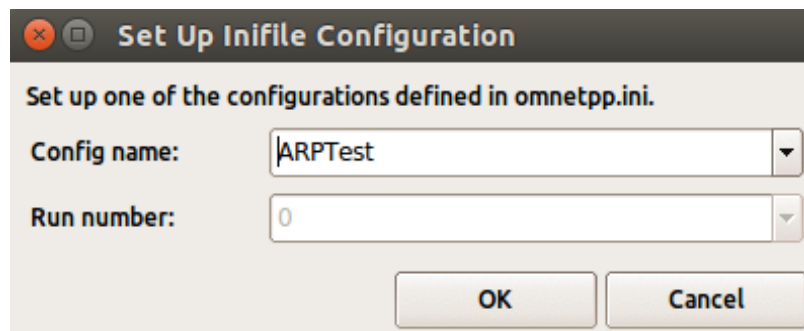 Set Up Inifile Configuration
Set up one of the configurations defined in omnetpp.ini.
Config name: ARPTest
Run number: 0
OK Cancel